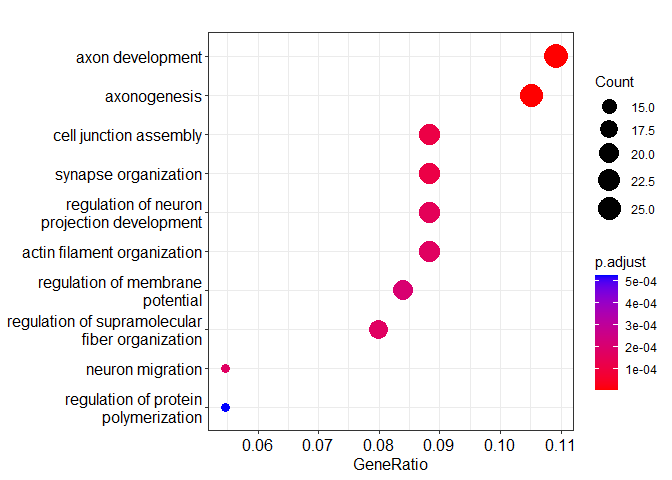 axon development
axonogenesis
cell junction assembly
synapse organization
regulation of neuron
projection development
actin filament organization
regulation of membrane
potential
regulation of supramolecular
fiber organization
neuron migration
regulation of protein
polymerization
0.06 0.07 0.08 0.09 0.10 0.11
GeneRatio
Count
15.0
17.5
20.0
22.5
25.0
p.adjust
5e-04
4e-04
3e-04
2e-04
1e-04